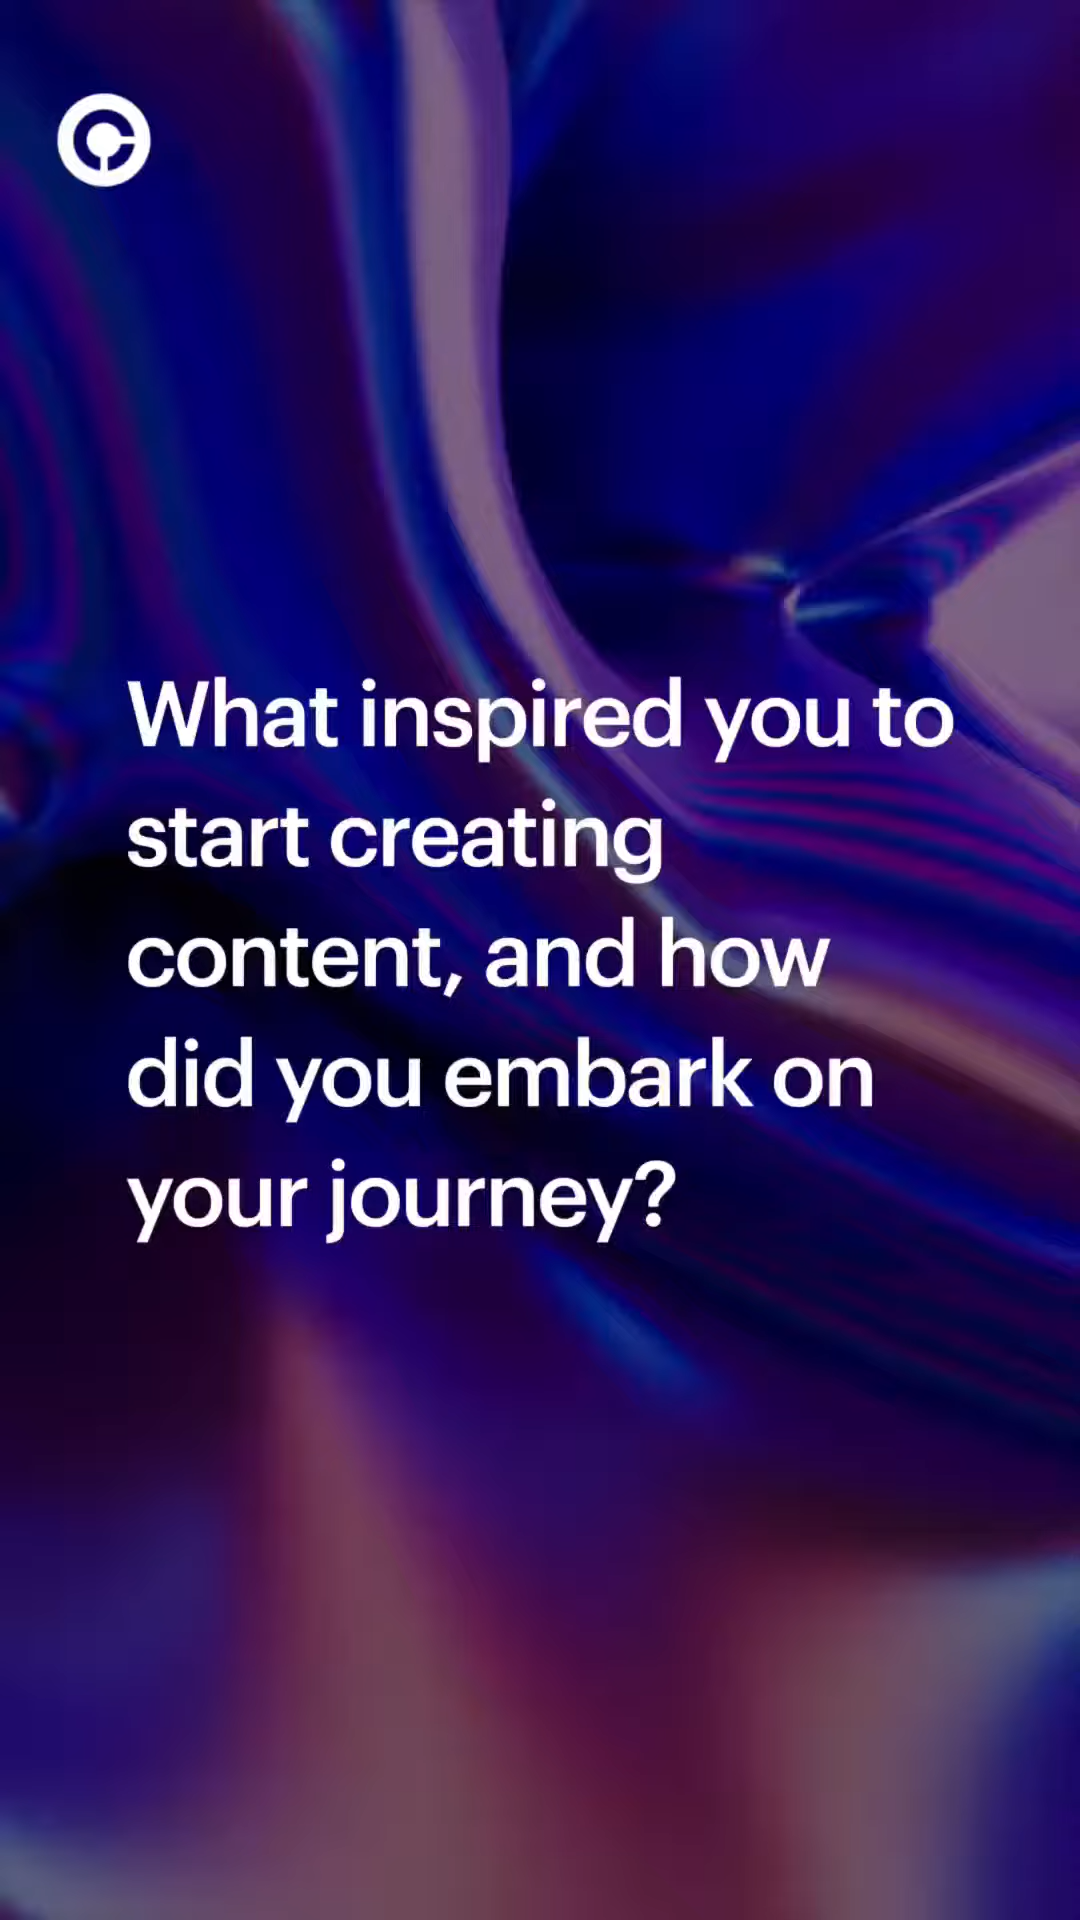 What inspired you to
start creating
content, and how
did you embark on
your journey?